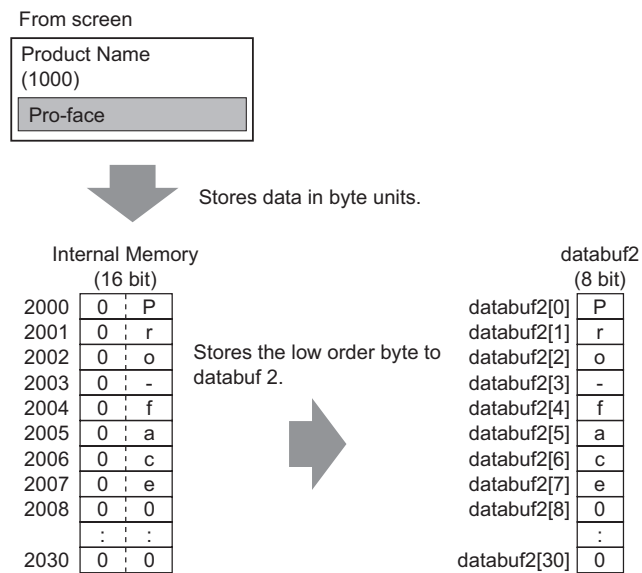 From screen
Product Name
(1000)
Pro-face
Stores data in byte units.
Internal Memory
(16 bit)
2000 0 P
2001 0 r
2002 0 o
2003 0 -
2004 0 f
2005 0 a
2006 0 c
2007 0 e
2008 0 0
: :
2030 0 0
Stores the low order byte to
databuf 2.
databuf2
(8 bit)
databuf2[0] P
databuf2[1] r
databuf2[2] o
databuf2[3] -
databuf2[4] f
databuf2[5] a
databuf2[6] c
databuf2[7] e
databuf2[8] 0
:
databuf2[30] 0